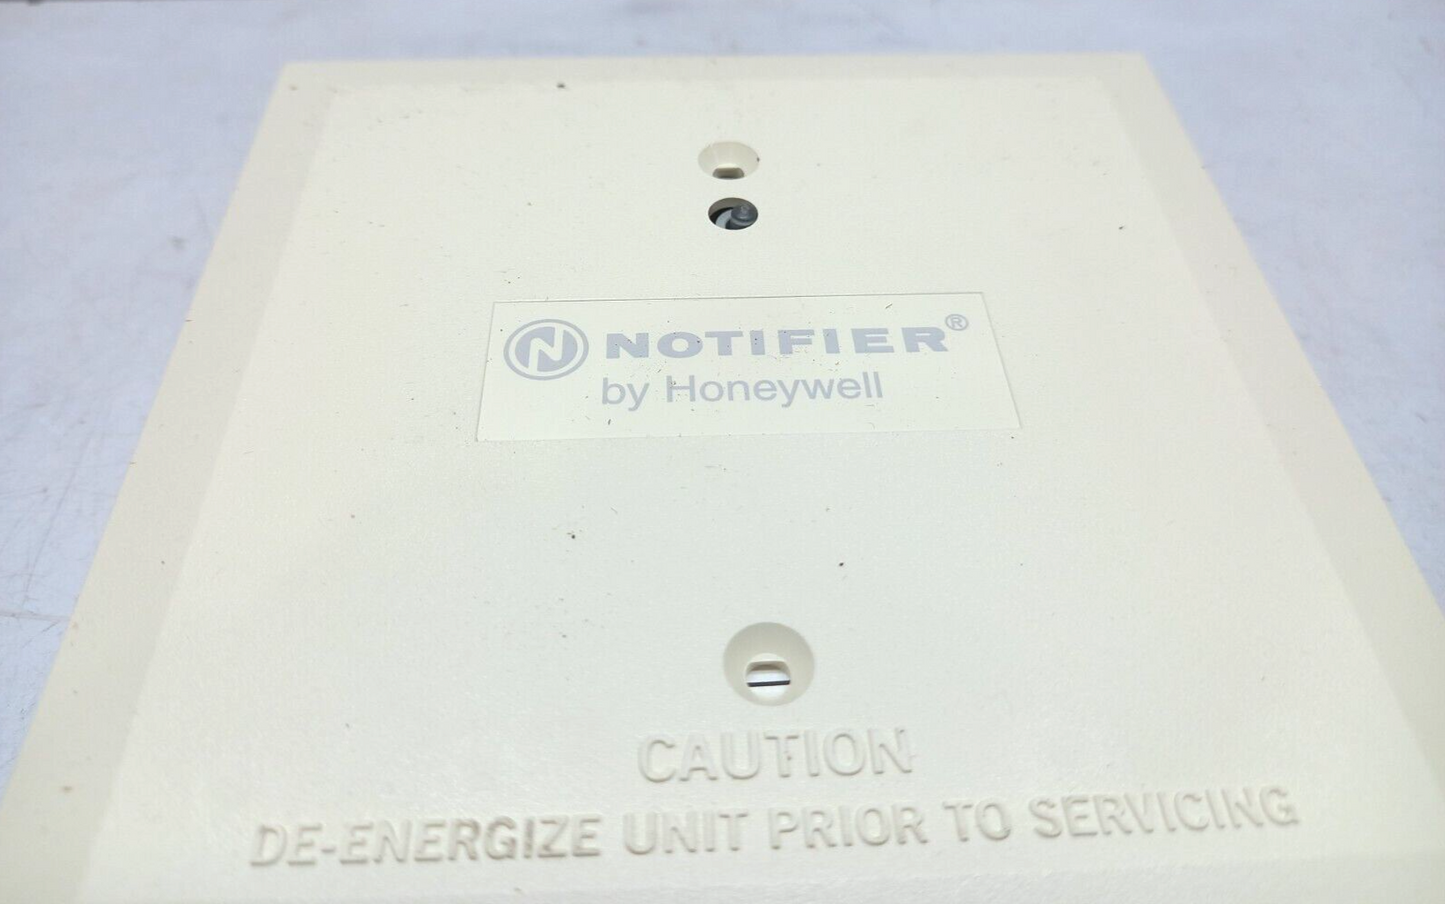 N NOTIFIER®
by Honeywell
CAUTION
DE-ENERGIZE UNIT PRIOR TO SERVICING